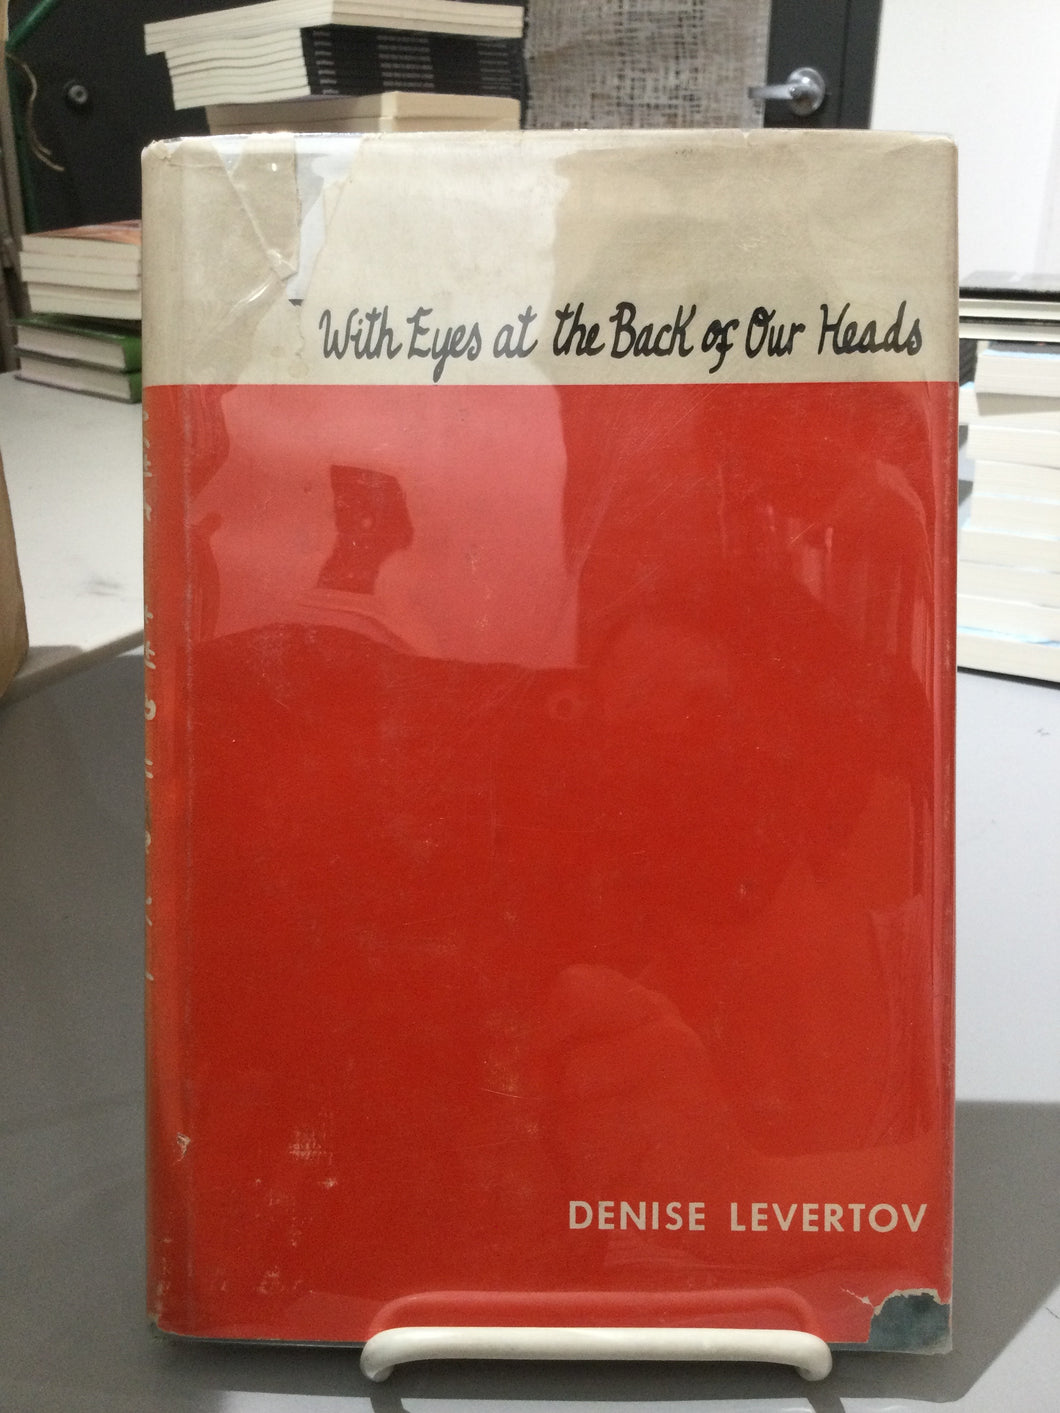 With Eyes at the Back of Our Heads
DENISE LEVERTOV